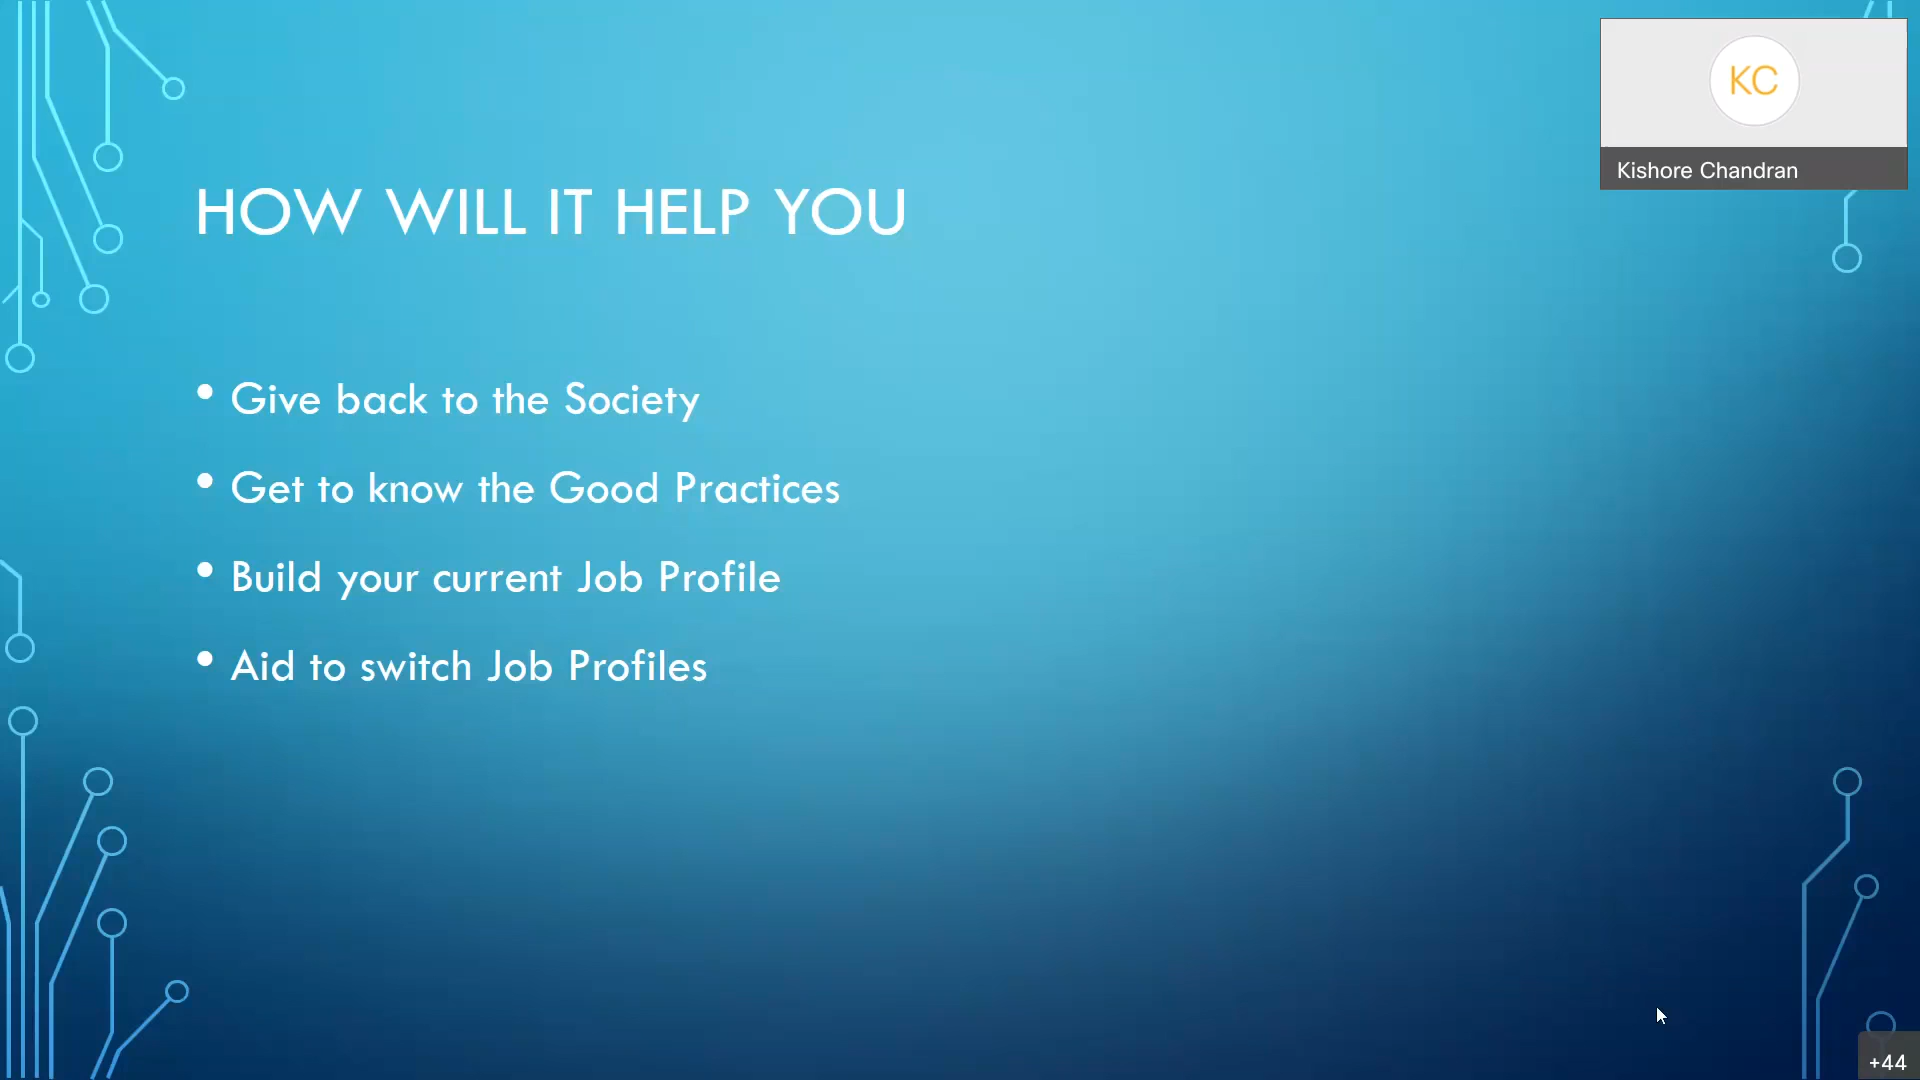 KC
Kishore Chandran
HOW WILL IT HELP YOU
• Give back to the Society
• Get to know the Good Practices
• Build your current Job Profile
• Aid to switch Job Profiles
+44